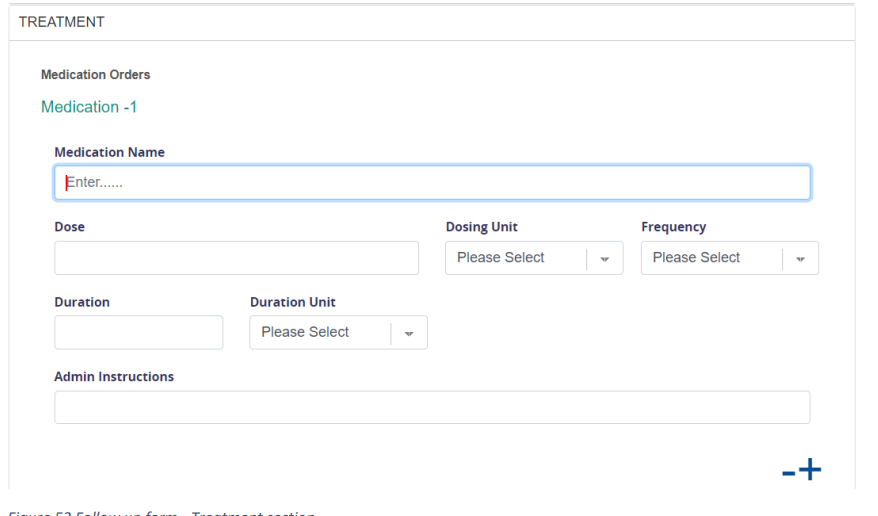 TREATMENT
Medication Orders
Medication -1
Medication Name
Enter......
Dose Dosing Unit Frequency
Please Select Please Select
Duration Duration Unit
Please Select
Admin Instructions
-+